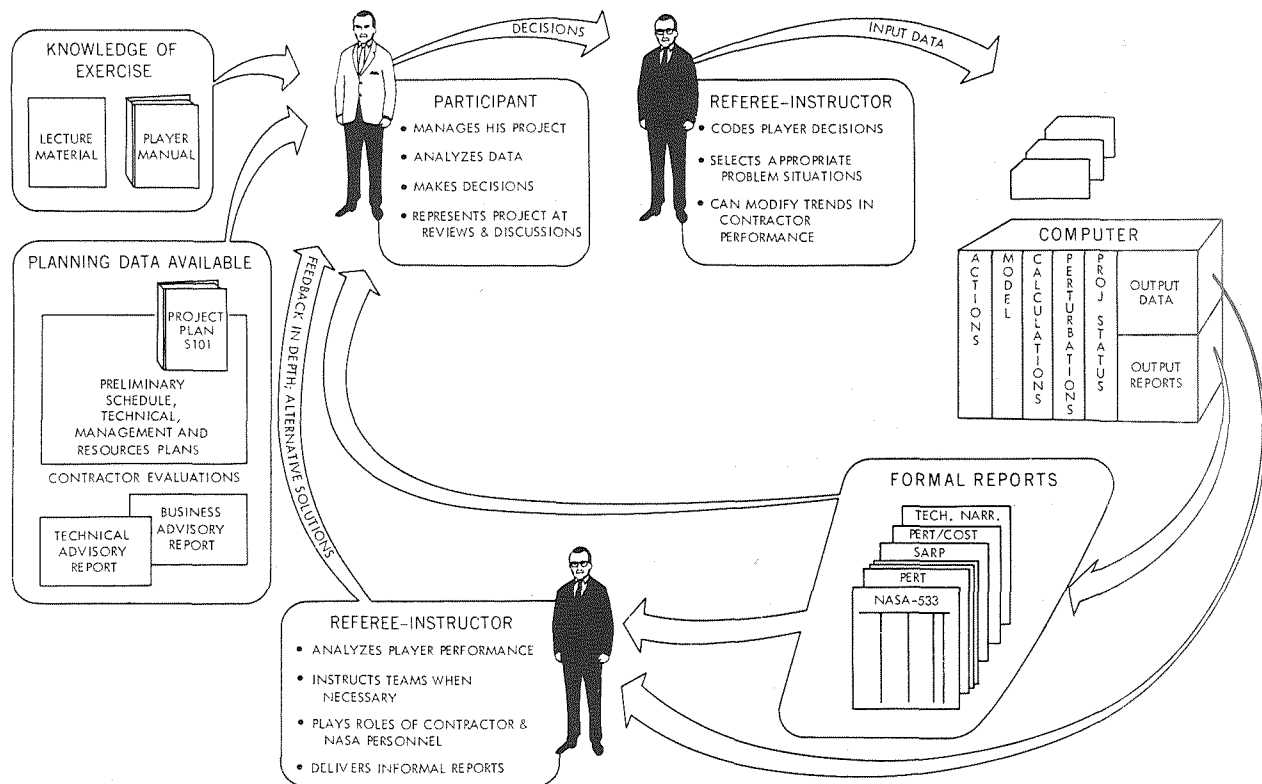 KNOWLEDGE OF
EXERCISE
LECTURE
MATERIAL
PLAYER
MANUAL
PLANNING DATA AVAILABLE
PROJECT
PLAN
S101
PRELIMINARY
SCHEDULE,
TECHNICAL,
MANAGEMENT AND
RESOURCES PLANS
CONTRACTOR EVALUATIONS
BUSINESS
ADVISORY
REPORT
TECHNICAL
ADVISORY
REPORT
DECISIONS
PARTICIPANT
• MANAGES HIS PROJECT
• ANALYZES DATA
• MAKES DECISIONS
• REPRESENTS PROJECT AT
REVIEWS & DISCUSSIONS
INPUT DATA
REFEREE-INSTRUCTOR
• CODES PLAYER DECISIONS
• SELECTS APPROPRIATE
PROBLEM SITUATIONS
• CAN MODIFY TRENDS IN
CONTRACTOR
PERFORMANCE
COMPUTER
ACTIONS
MODEL
CALCULATIONS
PERTURBATIONS
PROJ STATUS
OUTPUT
DATA
OUTPUT
REPORTS
FORMAL REPORTS
TECH. NARR.
PERT/COST
SARP
PERT
NASA-533
FEEDBACK IN DEPTH; ALTERNATIVE SOLUTIONS
REFEREE-INSTRUCTOR
• ANALYZES PLAYER PERFORMANCE
• INSTRUCTS TEAMS WHEN
NECESSARY
• PLAYS ROLES OF CONTRACTOR &
NASA PERSONNEL
• DELIVERS INFORMAL REPORTS